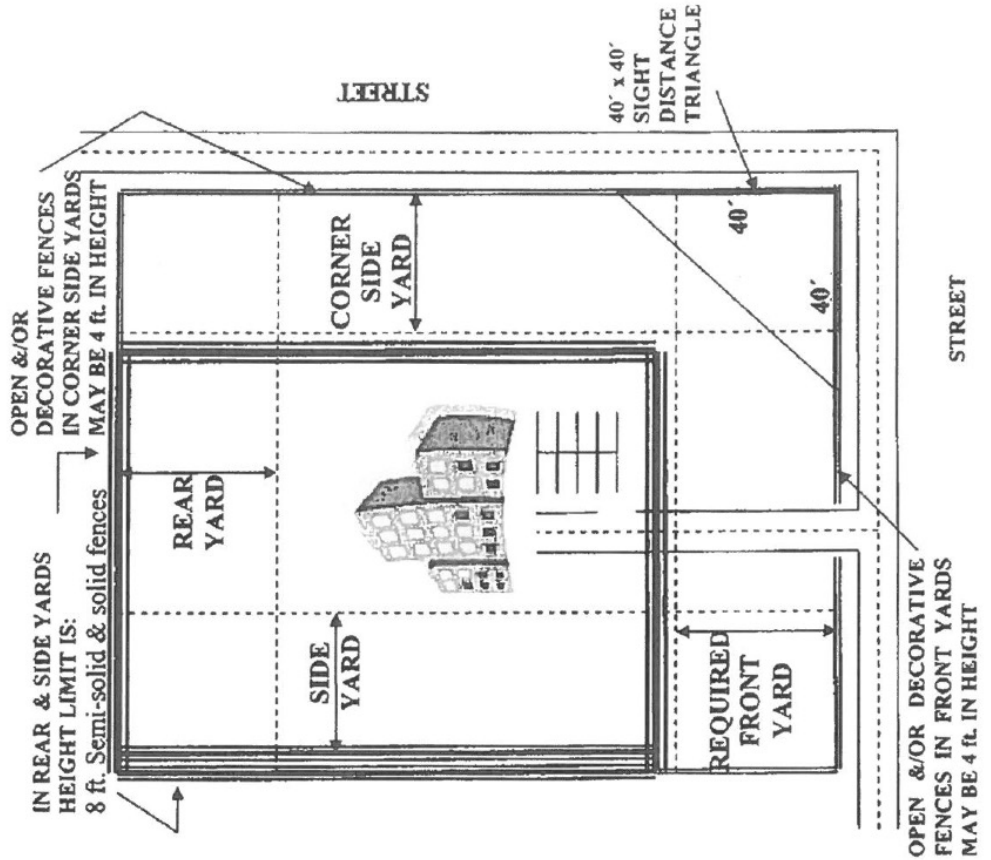 OPEN &/OR
DECORATIVE FENCES
IN CORNER SIDE YARDS
MAY BE 4 ft. IN HEIGHT
IN REAR & SIDE YARDS
HEIGHT LIMIT IS:
8 ft. Semi-solid & solid fences
STREET
40´ x 40´
SIGHT
DISTANCE
TRIANGLE
CORNER
SIDE
YARD
REAR
YARD
SIDE
YARD
40´
40´
REQUIRED
FRONT
YARD
STREET
OPEN &/OR DECORATIVE
FENCES IN FRONT YARDS
MAY BE 4 ft. IN HEIGHT